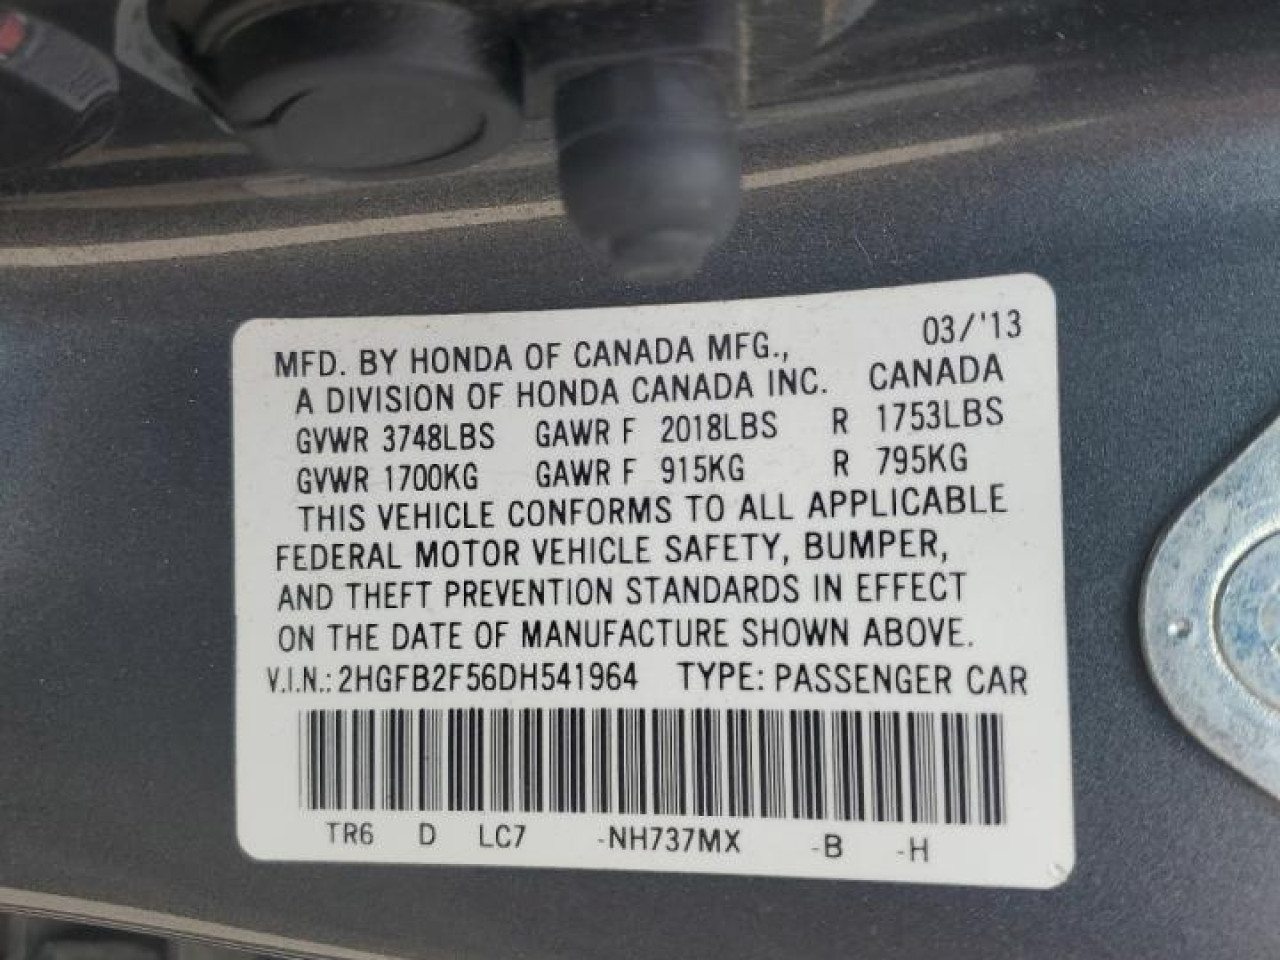 03/'13
MFD. BY HONDA OF CANADA MFG.,
A DIVISION OF HONDA CANADA INC. CANADA
GVWR 3748LBS GAWR F 2018LBS R 1753LBS
GVWR 1700KG GAWR F 915KG R 795KG
THIS VEHICLE CONFORMS TO ALL APPLICABLE
FEDERAL MOTOR VEHICLE SAFETY, BUMPER,
AND THEFT PREVENTION STANDARDS IN EFFECT
ON THE DATE OF MANUFACTURE SHOWN ABOVE.
V.I.N.: 2HGFB2F56DH541964 TYPE: PASSENGER CAR
TR6 D LC7 -NH737MX -B -H